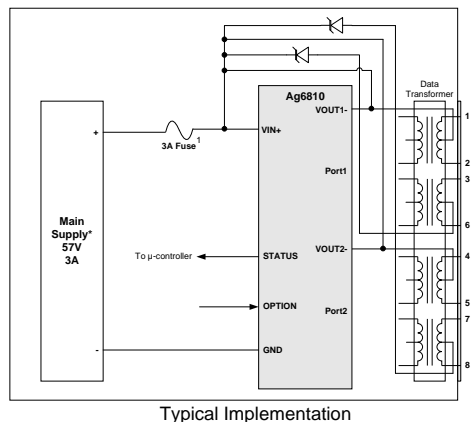 Data
Transformer
Ag6810
VOUT1-
1
+
3A Fuse 1
VIN+
2
3
Port1
6
Main
Supply*
57V
3A
To µ-controller
STATUS
VOUT2-
4
OPTION
5
Port2
7
-
GND
8
Typical Implementation